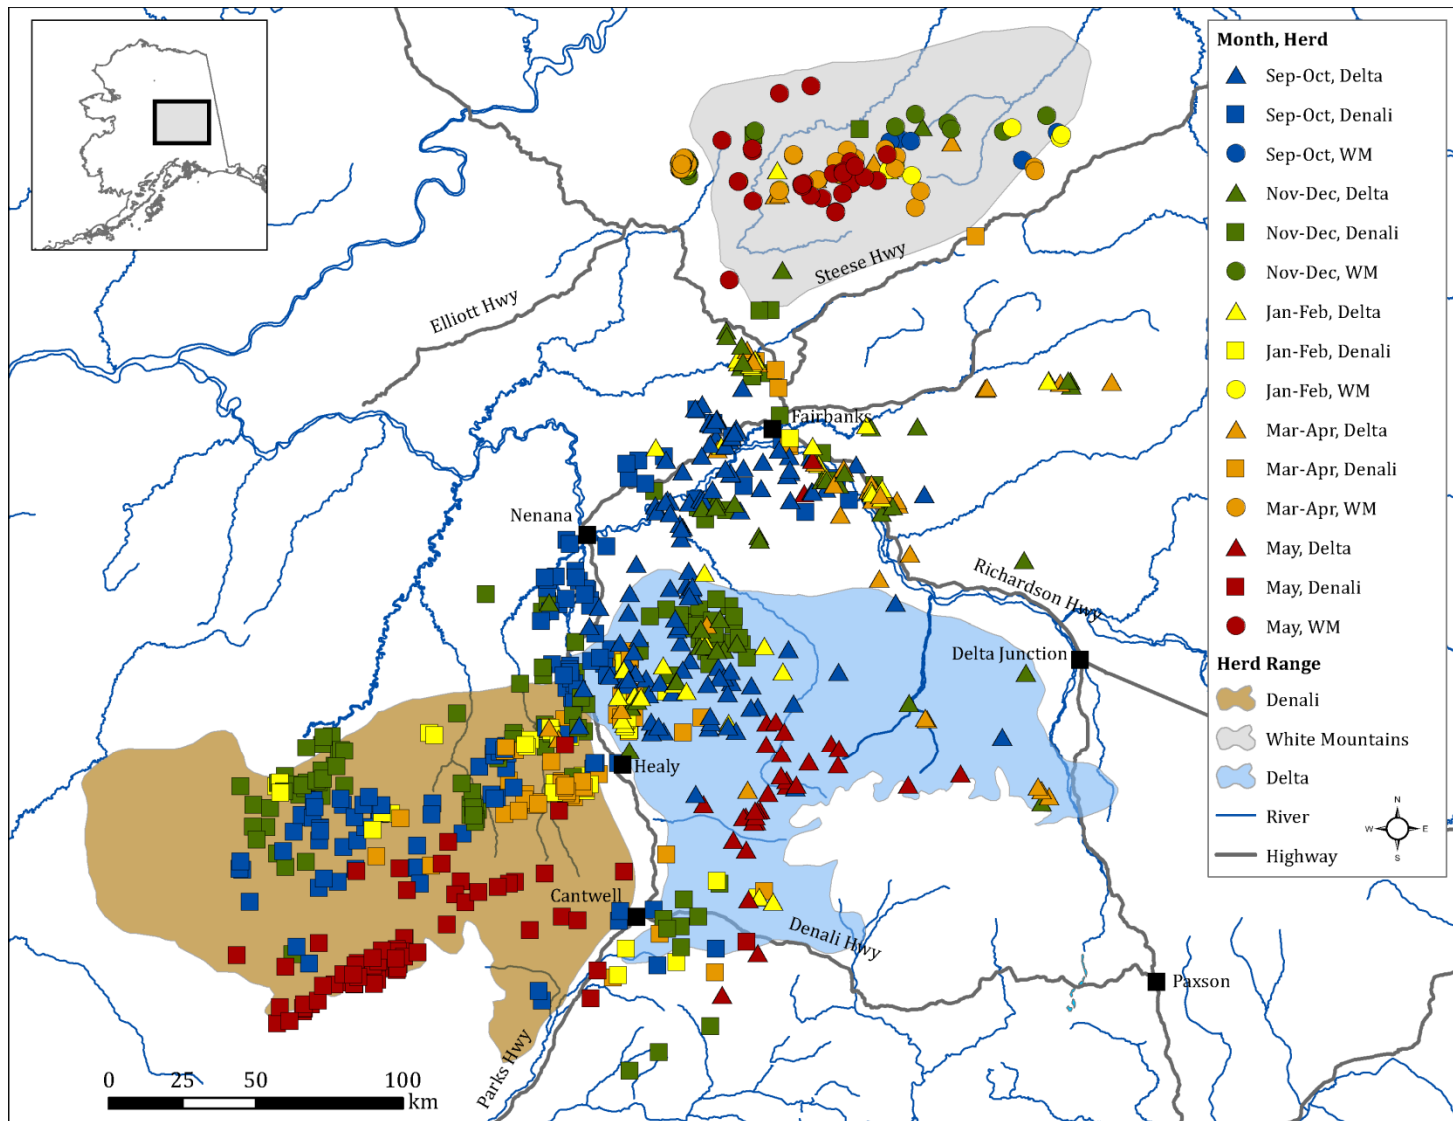 Month, Herd
Sep-Oct, Delta
Sep-Oct, Denali
Sep-Oct, WM
Nov-Dec, Delta
Nov-Dec, Denali
Nov-Dec, WM
Jan-Feb, Delta
Jan-Feb, Denali
Jan-Feb, WM
Mar-Apr, Delta
Mar-Apr, Denali
Mar-Apr, WM
May, Delta
May, Denali
May, WM
Herd Range
Denali
White Mountains
Delta
River
Highway
N
W E
S
Steese Hwy
Elliott Hwy
Fairbanks
Nenana
Richardson Hwy
Delta Junction
Healy
Cantwell
Denali Hwy
Paxson
Parks Hwy
0 25 50 100
km